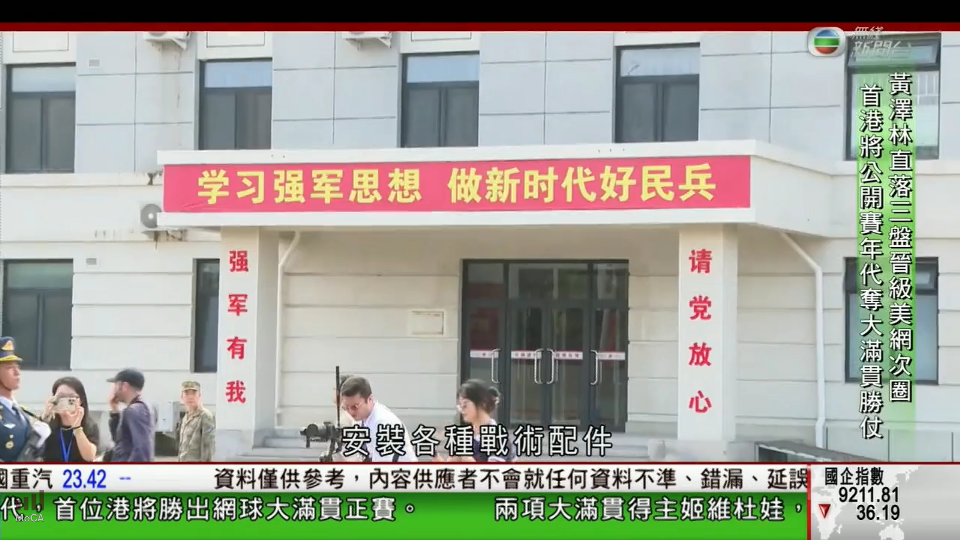 無綫
新聞台
黃澤林直落三盤晉級美網次圈
首港將公開賽年代奪大滿貫勝仗
学习强军思想 做新时代好民兵
强军有我
请党放心
安裝各種戰術配件
國重汽 23.42 --
資料僅供參考，內容供應者不會就任何資料不準、錯漏、延誤
國企指數
9211.81
36.19
代，首位港將勝出網球大滿貫正賽。 兩項大滿貫得主姬維杜娃，
MoCA